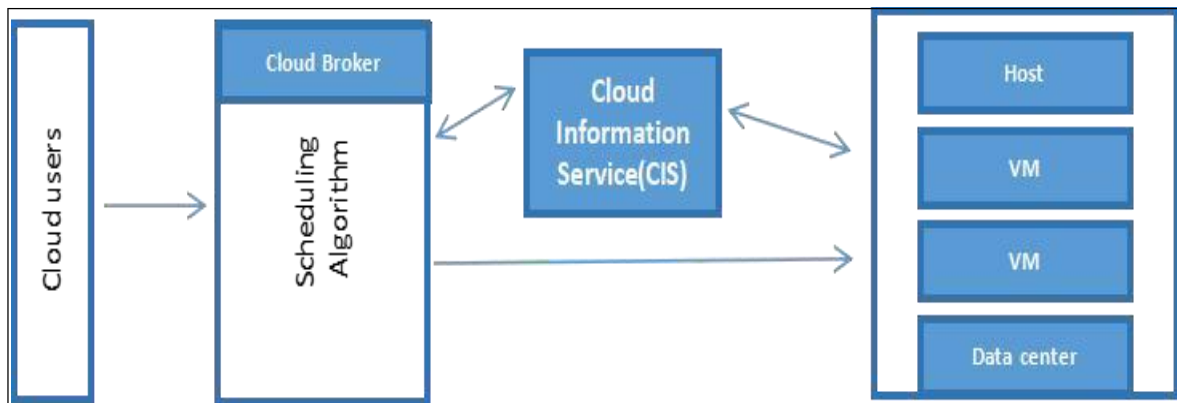 Cloud users
Cloud Broker
Scheduling
Algorithm
Cloud
Information
Service(CIS)
Host
VM
VM
Data center